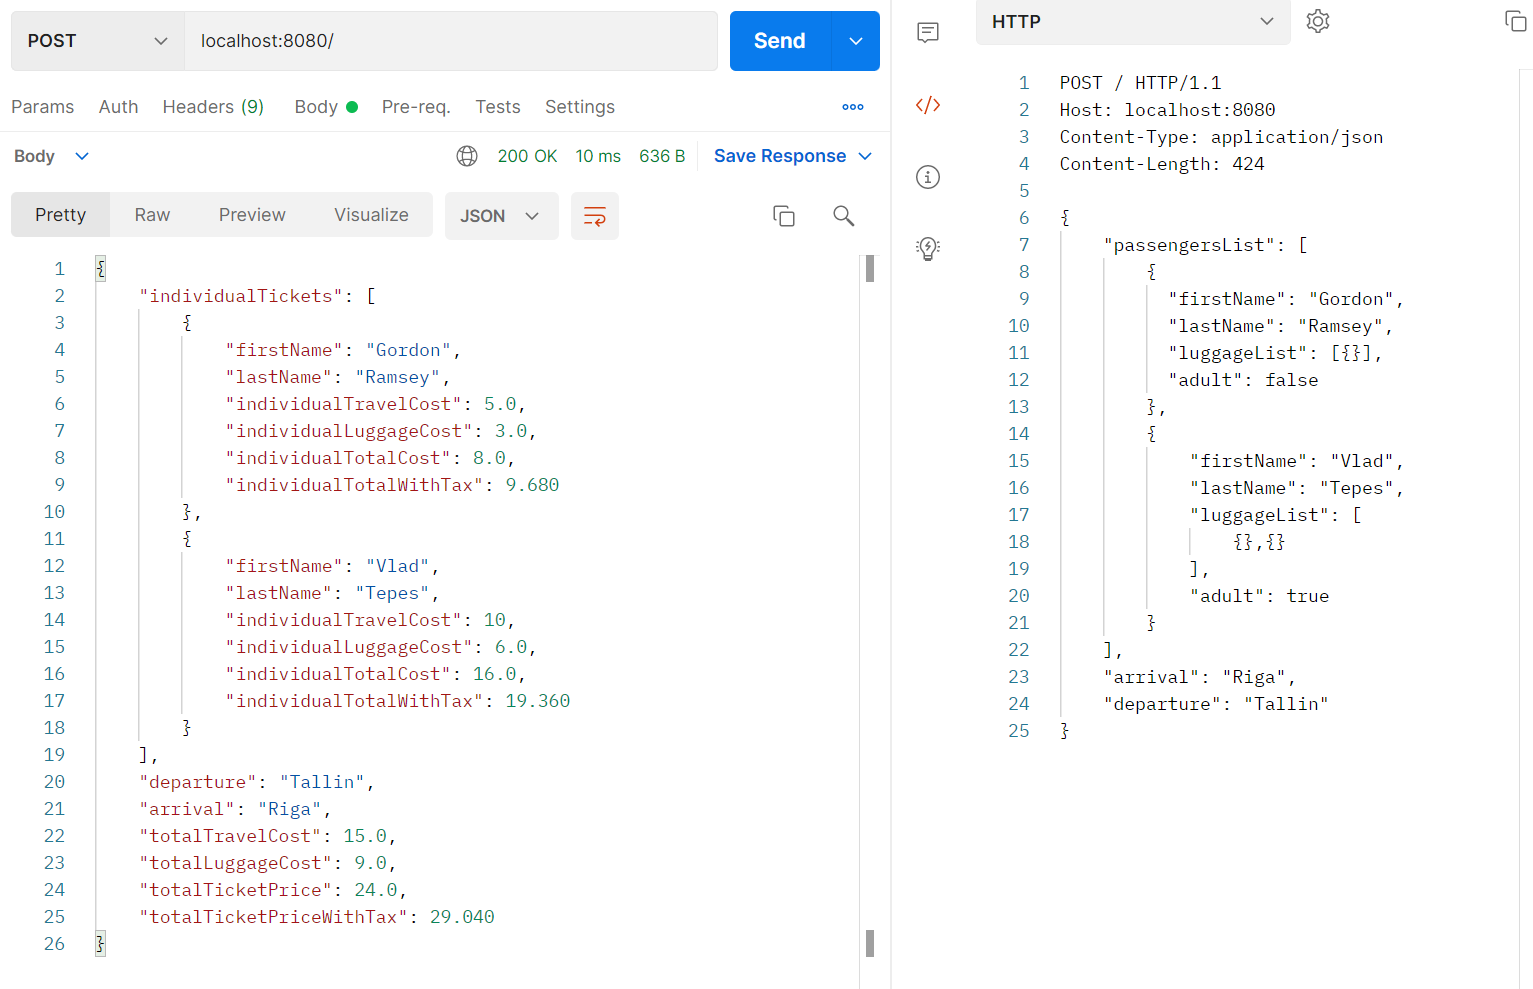 POST localhost:8080/ Send
Params Auth Headers (9) Body Pre-req. Tests Settings
Body 200 OK 10 ms 636 B Save Response
Pretty Raw Preview Visualize JSON
1 {
2 "individualTickets": [
3 {
4 "firstName": "Gordon",
5 "lastName": "Ramsey",
6 "individualTravelCost": 5.0,
7 "individualLuggageCost": 3.0,
8 "individualTotalCost": 8.0,
9 "individualTotalWithTax": 9.680
10 },
11 {
12 "firstName": "Vlad",
13 "lastName": "Tepes",
14 "individualTravelCost": 10,
15 "individualLuggageCost": 6.0,
16 "individualTotalCost": 16.0,
17 "individualTotalWithTax": 19.360
18 }
19 ],
20 "departure": "Tallin",
21 "arrival": "Riga",
22 "totalTravelCost": 15.0,
23 "totalLuggageCost": 9.0,
24 "totalTicketPrice": 24.0,
25 "totalTicketPriceWithTax": 29.040
26 }
HTTP
1 POST / HTTP/1.1
2 Host: localhost:8080
3 Content-Type: application/json
4 Content-Length: 424
5
6 {
7 "passengersList": [
8 {
9 "firstName": "Gordon",
10 "lastName": "Ramsey",
11 "luggageList": [{}],
12 "adult": false
13 },
14 {
15 "firstName": "Vlad",
16 "lastName": "Tepes",
17 "luggageList": [
18 {},{}
19 ],
20 "adult": true
21 }
22 ],
23 "arrival": "Riga",
24 "departure": "Tallin"
25 }